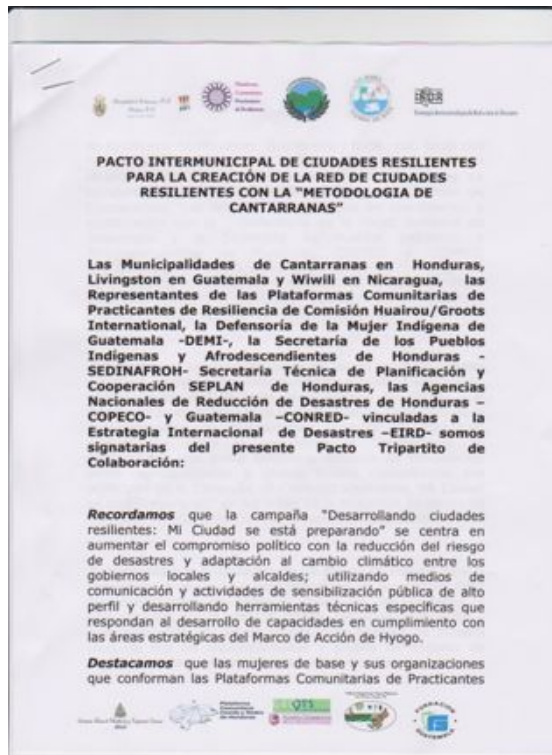 PACTO INTERMUNICIPAL DE CIUDADES RESILIENTES
PARA LA CREACIÓN DE LA RED DE CIUDADES
RESILIENTES CON LA "METODOLOGIA DE
CANTARRANAS"
Las Municipalidades de Cantarranas en Honduras,
Livingston en Guatemala y Wiwili en Nicaragua, las
Representantes de las Plataformas Comunitarias de
Practicantes de Resiliencia de Comisión Huairou/Groots
International, la Defensoría de la Mujer Indígena de
Guatemala -DEMI-, la Secretaría de los Pueblos
Indígenas y Afrodescendientes de Honduras -
SEDINAFROH- Secretaria Técnica de Planificación y
Cooperación SEPLAN de Honduras, las Agencias
Nacionales de Reducción de Desastres de Honduras –
COPECO- y Guatemala –CONRED- vinculadas a la
Estrategia Internacional de Desastres –EIRD- somos
signatarias del presente Pacto Tripartito de
Colaboración:
Recordamos que la campaña "Desarrollando ciudades
resilientes: Mi Ciudad se está preparando" se centra en
aumentar el compromiso político con la reducción del riesgo
de desastres y adaptación al cambio climático entre los
gobiernos locales y alcaldes; utilizando medios de
comunicación y actividades de sensibilización pública de alto
perfil y desarrollando herramientas técnicas específicas que
respondan al desarrollo de capacidades en cumplimiento con
las áreas estratégicas del Marco de Acción de Hyogo.
Destacamos que las mujeres de base y sus organizaciones
que conforman las Plataformas Comunitarias de Practicantes